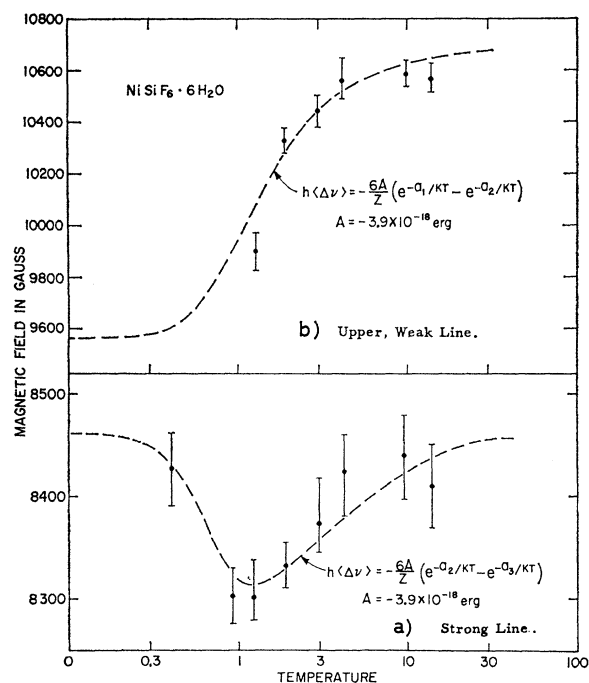 10800
10600
10400
10200
10000
9800
9600
NiSiF₆ · 6H₂O
h⟨Δν⟩ = -6A/Z (e^-a₁/KT - e^-a₂/KT)
A = -3.9×10⁻¹⁸ erg
b) Upper, Weak Line.
MAGNETIC FIELD IN GAUSS
8500
8400
8300
h⟨Δν⟩ = -6A/Z (e^-a₂/KT - e^-a₃/KT)
A = -3.9×10⁻¹⁸ erg
a) Strong Line..
0 0.3 1 3 10 30 100
TEMPERATURE